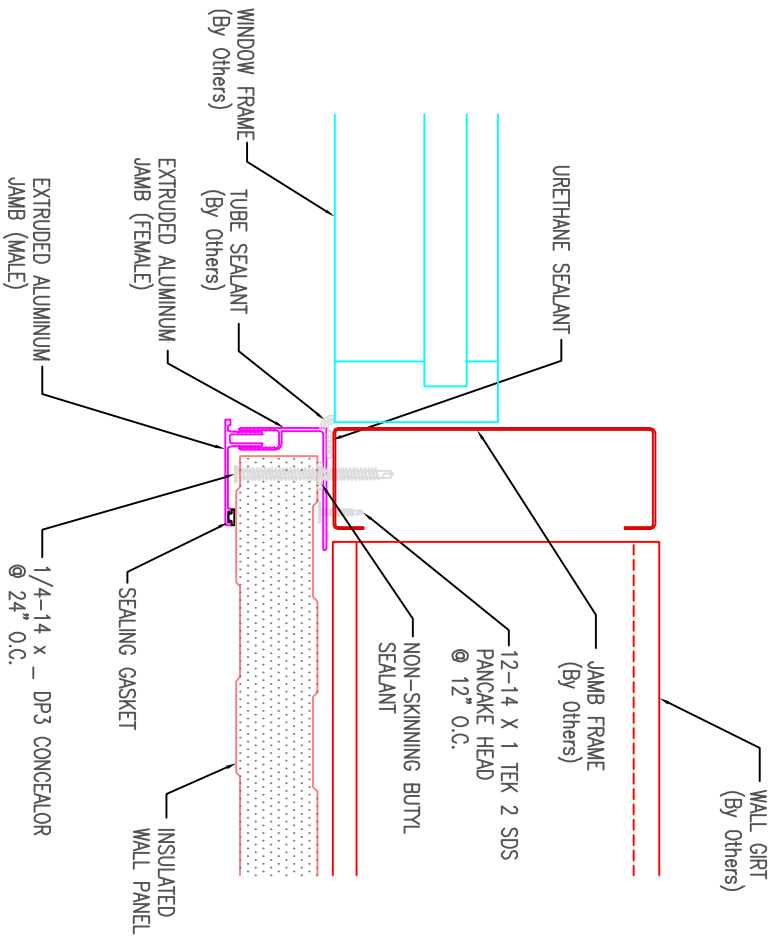 WALL GIRT
(By Others)
JAMB FRAME
(By Others)
12-14 X 1 TEK 2 SDS
PANCAKE HEAD
@ 12" O.C.
NON-SKINNING BUTYL
SEALANT
INSULATED
WALL PANEL
SEALING GASKET
1/4-14 x _ DP3 CONCEALOR
@ 24" O.C.
URETHANE SEALANT
WINDOW FRAME
(By Others)
TUBE SEALANT
(By Others)
EXTRUDED ALUMINUM
JAMB (FEMALE)
EXTRUDED ALUMINUM
JAMB (MALE)